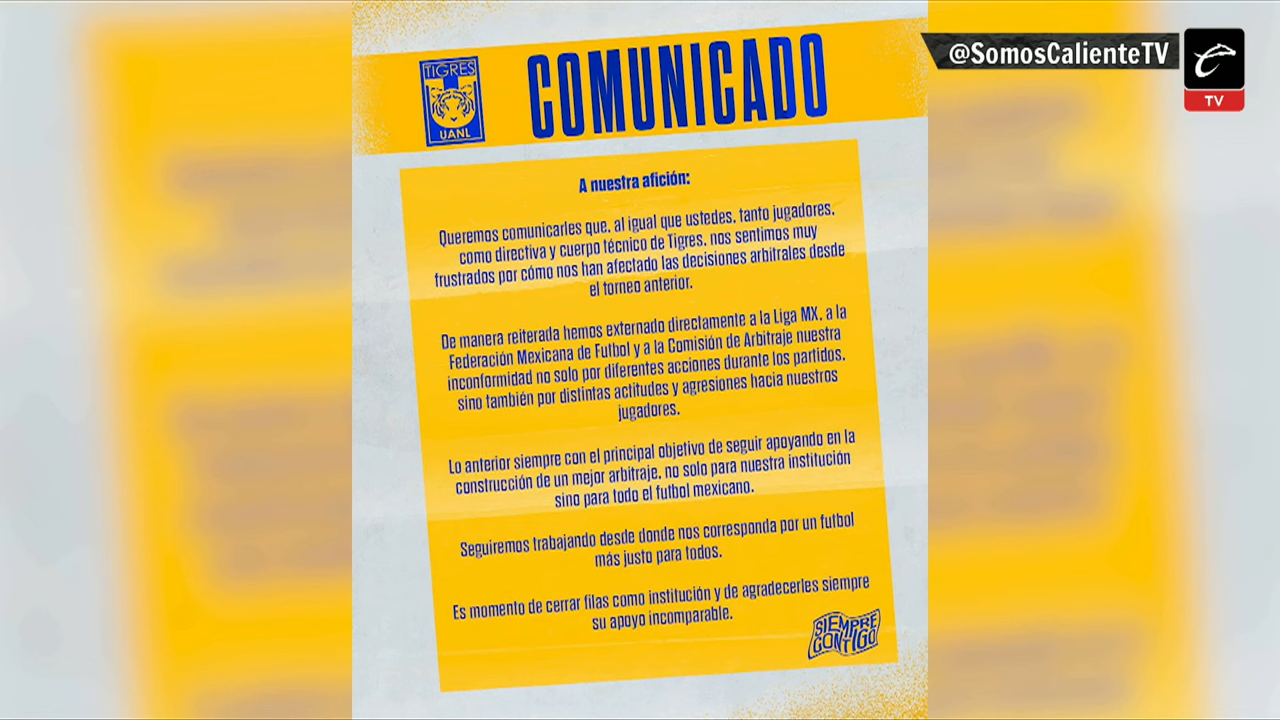 @SomosCalienteTV
TV
TIGRES
UANL
COMUNICADO
A nuestra afición:
Queremos comunicarles que, al igual que ustedes, tanto jugadores,
como directiva y cuerpo técnico de Tigres, nos sentimos muy
frustrados por cómo nos han afectado las decisiones arbitrales desde
el torneo anterior.
De manera reiterada hemos externado directamente a la Liga MX, a la
Federación Mexicana de Futbol y a la Comisión de Arbitraje nuestra
inconformidad no solo por diferentes acciones durante los partidos,
sino también por distintas actitudes y agresiones hacia nuestros
jugadores.
Lo anterior siempre con el principal objetivo de seguir apoyando en la
construcción de un mejor arbitraje, no solo para nuestra institución
sino para todo el futbol mexicano.
Seguiremos trabajando desde donde nos corresponda por un futbol
más justo para todos.
Es momento de cerrar filas como institución y de agradecerles siempre
su apoyo incomparable.
SIEMPRE
CONTIGO